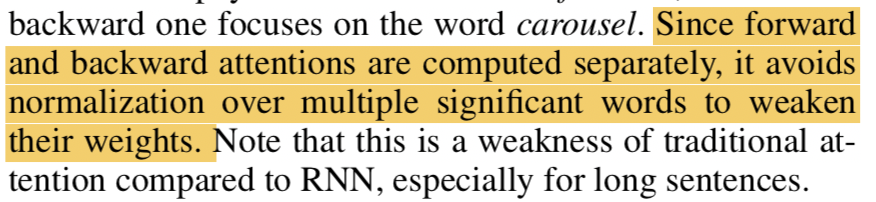 backward one focuses on the word carousel. Since forward
and backward attentions are computed separately, it avoids
normalization over multiple significant words to weaken
their weights. Note that this is a weakness of traditional at-
tention compared to RNN, especially for long sentences.